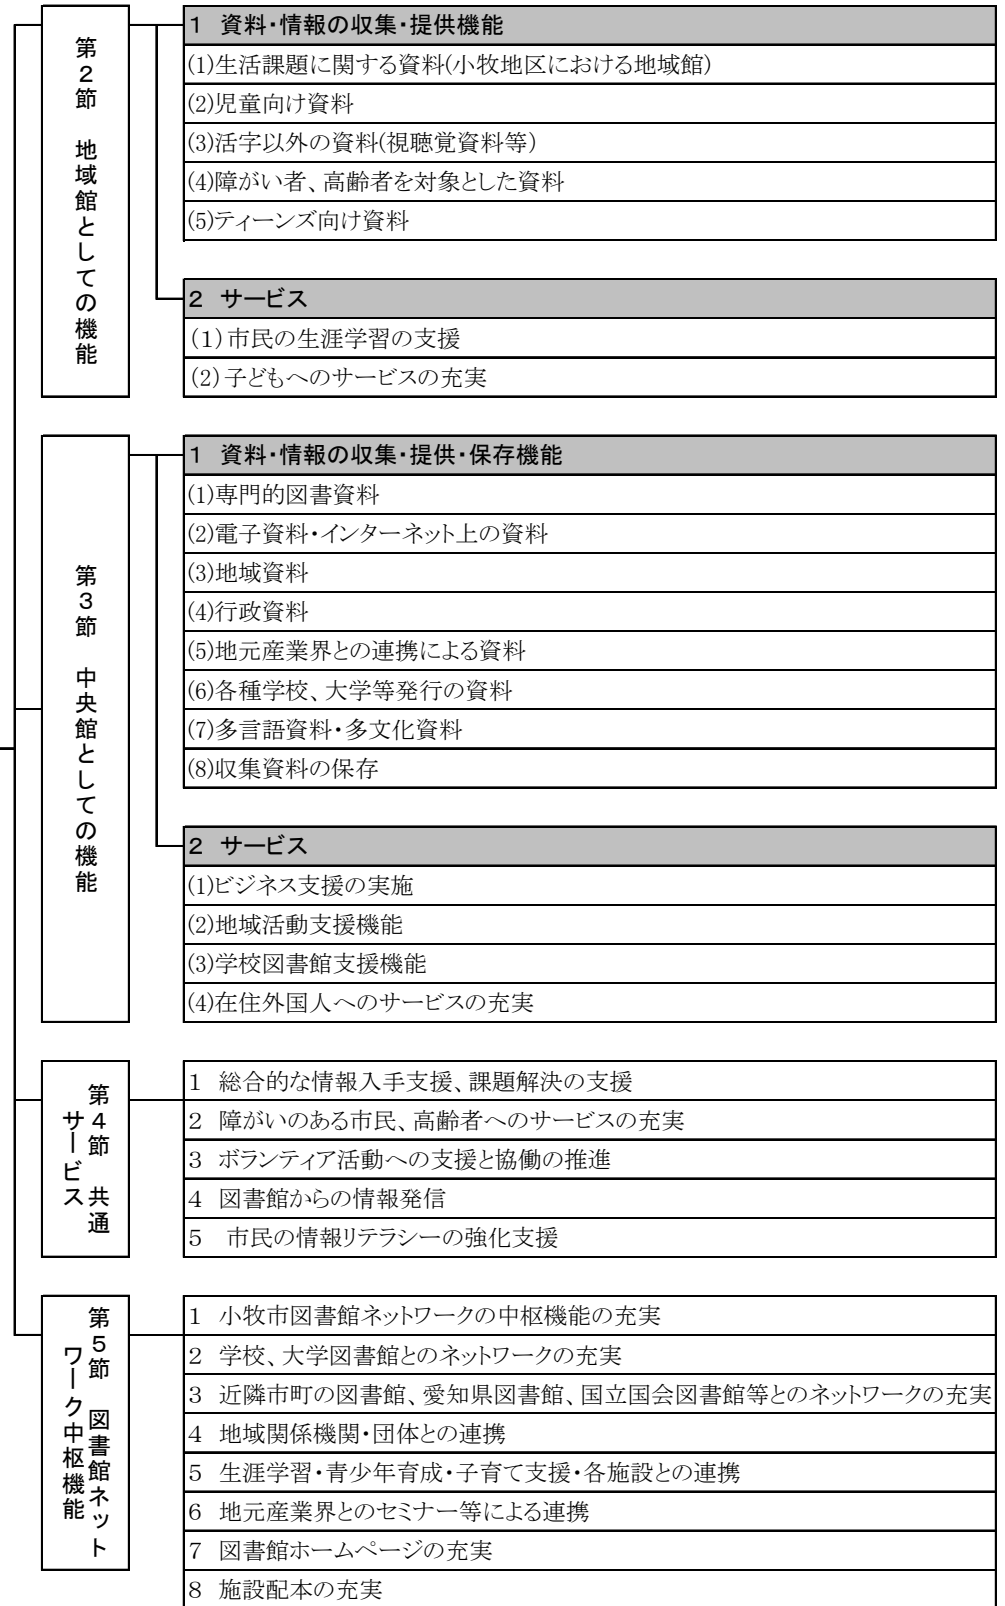 第2節　地域館としての機能
1　資料・情報の収集・提供機能
(1)生活課題に関する資料(小牧地区における地域館)
(2)児童向け資料
(3)活字以外の資料(視聴覚資料等)
(4)障がい者、高齢者を対象とした資料
(5)ティーンズ向け資料
2　サービス
(1)市民の生涯学習の支援
(2)子どもへのサービスの充実
第3節　中央館としての機能
1　資料・情報の収集・提供・保存機能
(1)専門的図書資料
(2)電子資料・インターネット上の資料
(3)地域資料
(4)行政資料
(5)地元産業界との連携による資料
(6)各種学校、大学等発行の資料
(7)多言語資料・多文化資料
(8)収集資料の保存
2　サービス
(1)ビジネス支援の実施
(2)地域活動支援機能
(3)学校図書館支援機能
(4)在住外国人へのサービスの充実
第4節　共通
サービス
1　総合的な情報入手支援、課題解決の支援
2　障がいのある市民、高齢者へのサービスの充実
3　ボランティア活動への支援と協働の推進
4　図書館からの情報発信
5　市民の情報リテラシーの強化支援
第5節　図書館ネット
ワーク中枢機能
1　小牧市図書館ネットワークの中枢機能の充実
2　学校、大学図書館とのネットワークの充実
3　近隣市町の図書館、愛知県図書館、国立国会図書館等とのネットワークの充実
4　地域関係機関・団体との連携
5　生涯学習・青少年育成・子育て支援・各施設との連携
6　地元産業界とのセミナー等による連携
7　図書館ホームページの充実
8　施設配本の充実